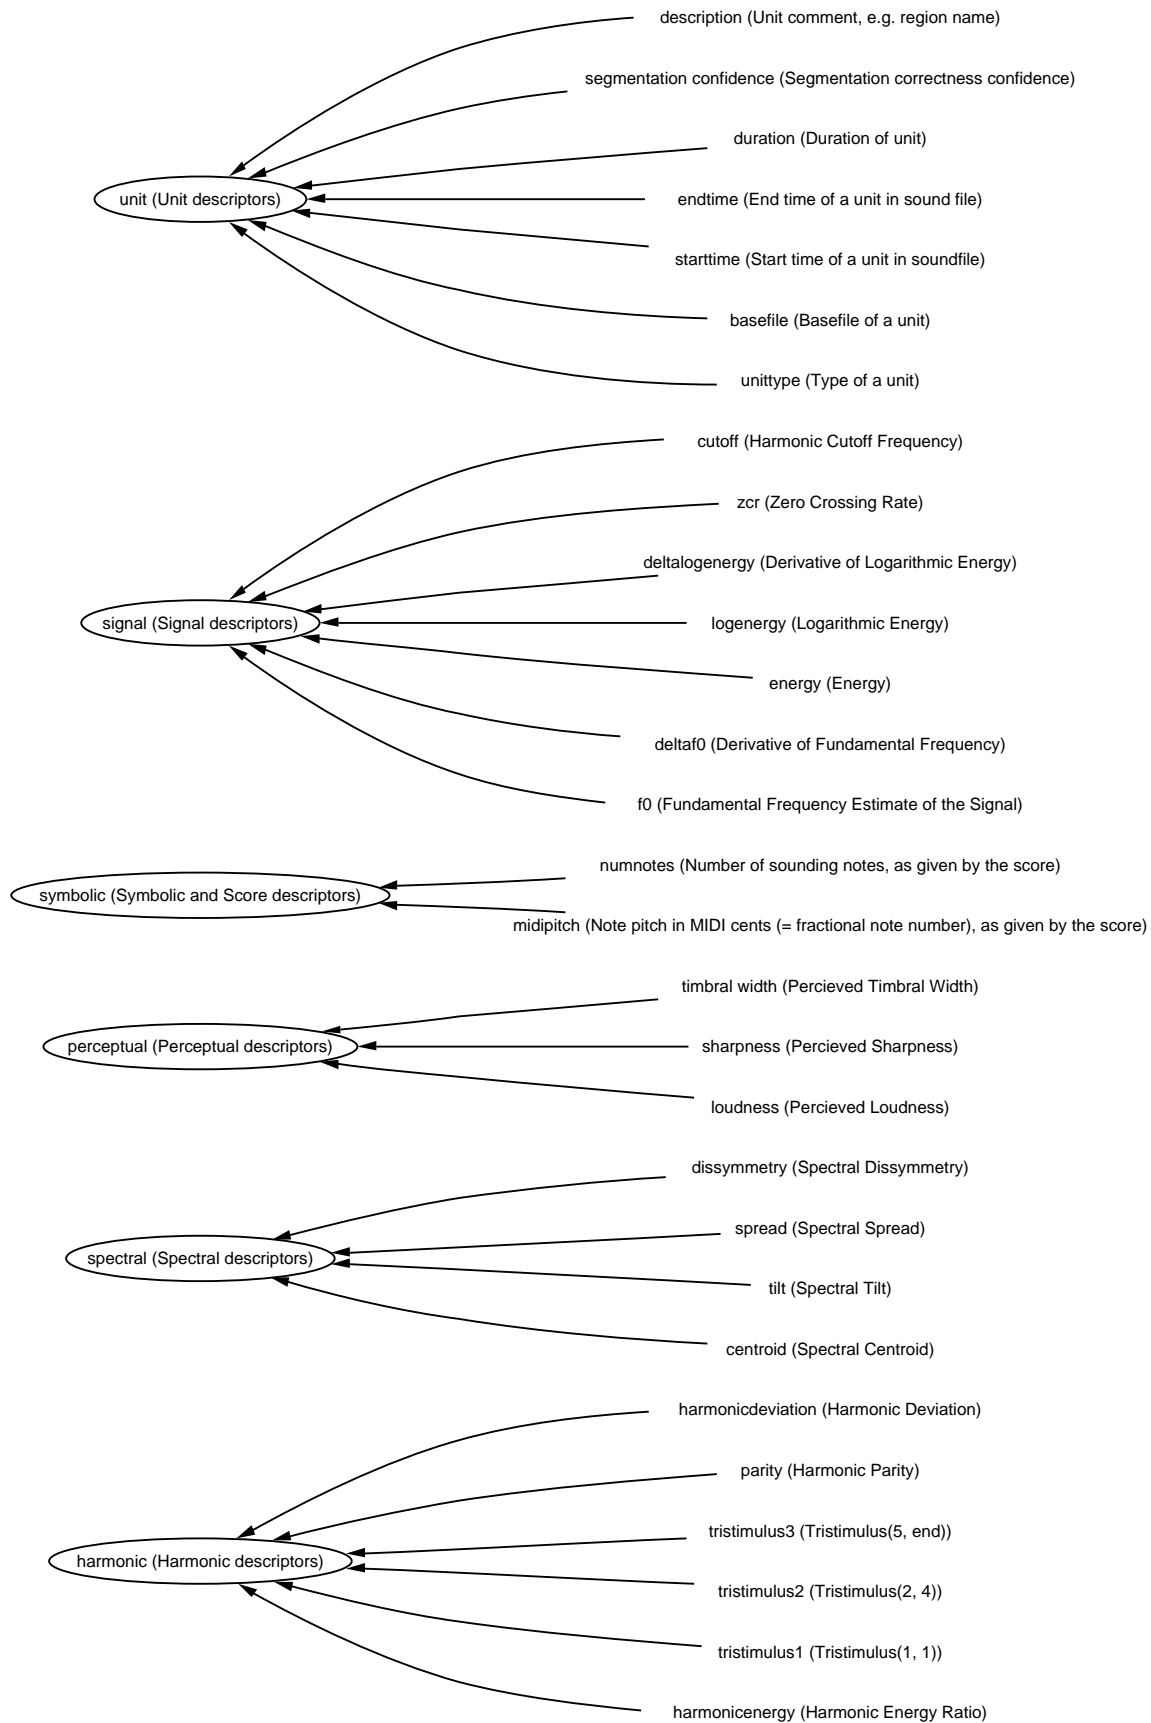 description (Unit comment, e.g. region name)
segmentation confidence (Segmentation correctness confidence)
duration (Duration of unit)
unit (Unit descriptors)
endtime (End time of a unit in sound file)
starttime (Start time of a unit in soundfile)
basefile (Basefile of a unit)
unittype (Type of a unit)
cutoff (Harmonic Cutoff Frequency)
zcr (Zero Crossing Rate)
deltalogenergy (Derivative of Logarithmic Energy)
signal (Signal descriptors)
logenergy (Logarithmic Energy)
energy (Energy)
deltaf0 (Derivative of Fundamental Frequency)
f0 (Fundamental Frequency Estimate of the Signal)
numnotes (Number of sounding notes, as given by the score)
symbolic (Symbolic and Score descriptors)
midipitch (Note pitch in MIDI cents (= fractional note number), as given by the score)
timbral width (Percieved Timbral Width)
perceptual (Perceptual descriptors)
sharpness (Percieved Sharpness)
loudness (Percieved Loudness)
dissymmetry (Spectral Dissymmetry)
spread (Spectral Spread)
spectral (Spectral descriptors)
tilt (Spectral Tilt)
centroid (Spectral Centroid)
harmonicdeviation (Harmonic Deviation)
parity (Harmonic Parity)
tristimulus3 (Tristimulus(5, end))
harmonic (Harmonic descriptors)
tristimulus2 (Tristimulus(2, 4))
tristimulus1 (Tristimulus(1, 1))
harmonicenergy (Harmonic Energy Ratio)